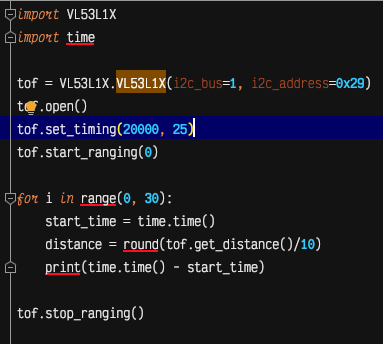 import VL53L1X
import time
tof = VL53L1X.VL53L1X(i2c_bus=1, i2c_address=0x29)
tof.open()
tof.set_timing(20000, 25)
tof.start_ranging(0)
for i in range(0, 30):
start_time = time.time()
distance = round(tof.get_distance()/10)
print(time.time() - start_time)
tof.stop_ranging()